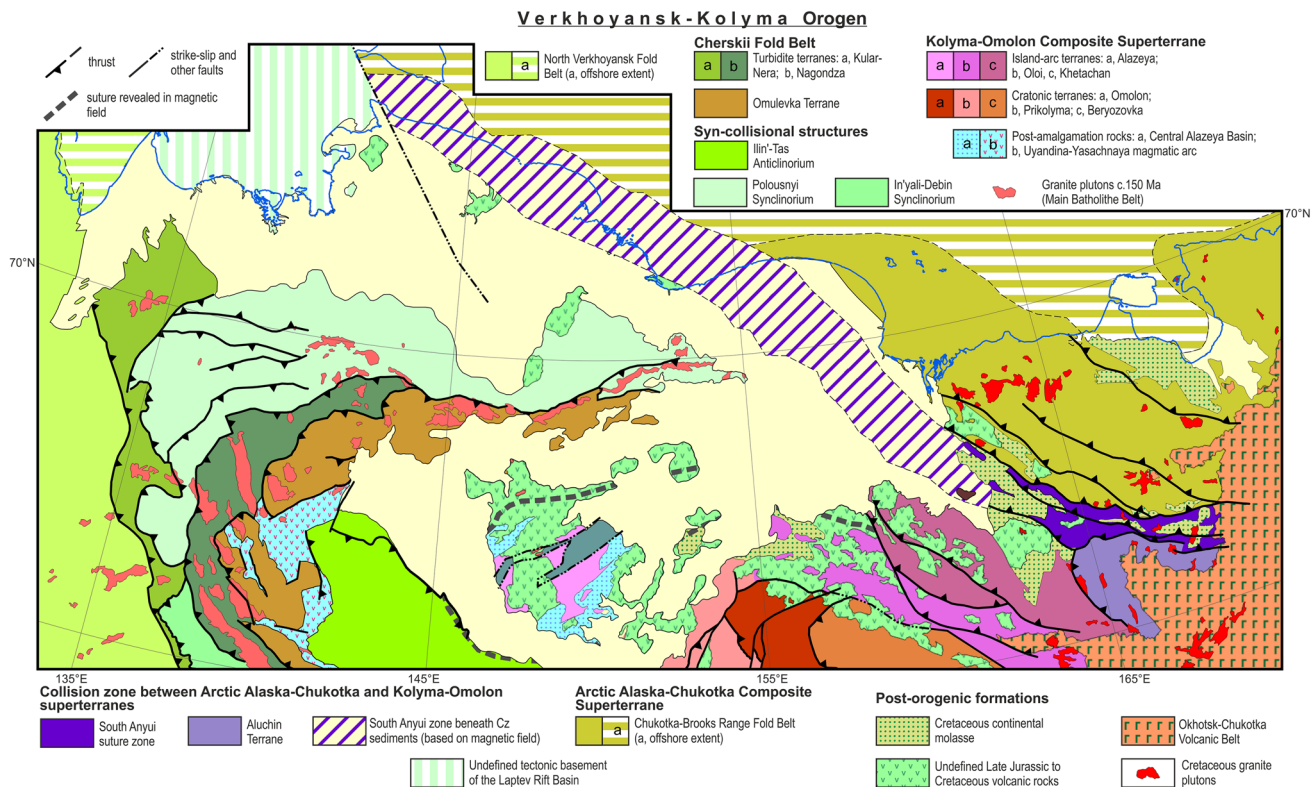 Verkhoyansk-Kolyma Orogen
thrust
strike-slip and
other faults
suture revealed in magnetic
field
a
North Verkhoyansk Fold
Belt (a, offshore extent)
Cherskii Fold Belt
a b
Turbidite terranes: a, Kular-
Nera; b, Nagondza
Omulevka Terrane
Syn-collisional structures
Ilin'-Tas
Anticlinorium
Polousnyi
Synclinorium
In'yali-Debin
Synclinorium
Granite plutons c.150 Ma
(Main Batholithe Belt)
Kolyma-Omolon Composite Superterrane
a b c
Island-arc terranes: a, Alazeya;
b, Oloi, c, Khetachan
a b c
Cratonic terranes: a, Omolon;
b, Prikolyma; c, Beryozovka
a b
Post-amalgamation rocks: a, Central Alazeya Basin;
b, Uyandina-Yasachnaya magmatic arc
70°N
70°N
135°E
145°E
155°E
165°E
Collision zone between Arctic Alaska-Chukotka and Kolyma-Omolon
superterranes
South Anyui
suture zone
Aluchin
Terrane
South Anyui zone beneath Cz
sediments (based on magnetic field)
Undefined tectonic basement
of the Laptev Rift Basin
Arctic Alaska-Chukotka Composite
Superterrane
a
Chukotka-Brooks Range Fold Belt
(a, offshore extent)
Post-orogenic formations
Cretaceous continental
molasse
Undefined Late Jurassic to
Cretaceous volcanic rocks
Okhotsk-Chukotka
Volcanic Belt
Cretaceous granite
plutons